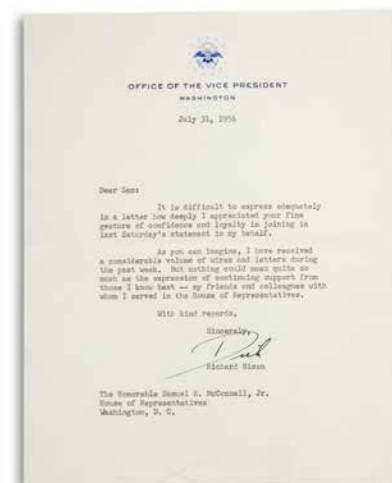 OFFICE OF THE VICE PRESIDENT
WASHINGTON
July 31, 1956
Dear Sam:
It is difficult to express adequately
in a letter how deeply I appreciated your fine
gesture of confidence and loyalty in joining in
last Saturday's statement in my behalf.
As you can imagine, I have received
a considerable volume of wires and letters during
the past week. But nothing could mean quite so
much as the expression of continuing support from
those I know best -- my friends and colleagues with
whom I served in the House of Representatives.
With kind regards,
Sincerely,
Dick
Richard Nixon
The Honorable Samuel K. McConnell, Jr.
House of Representatives
Washington, D. C.